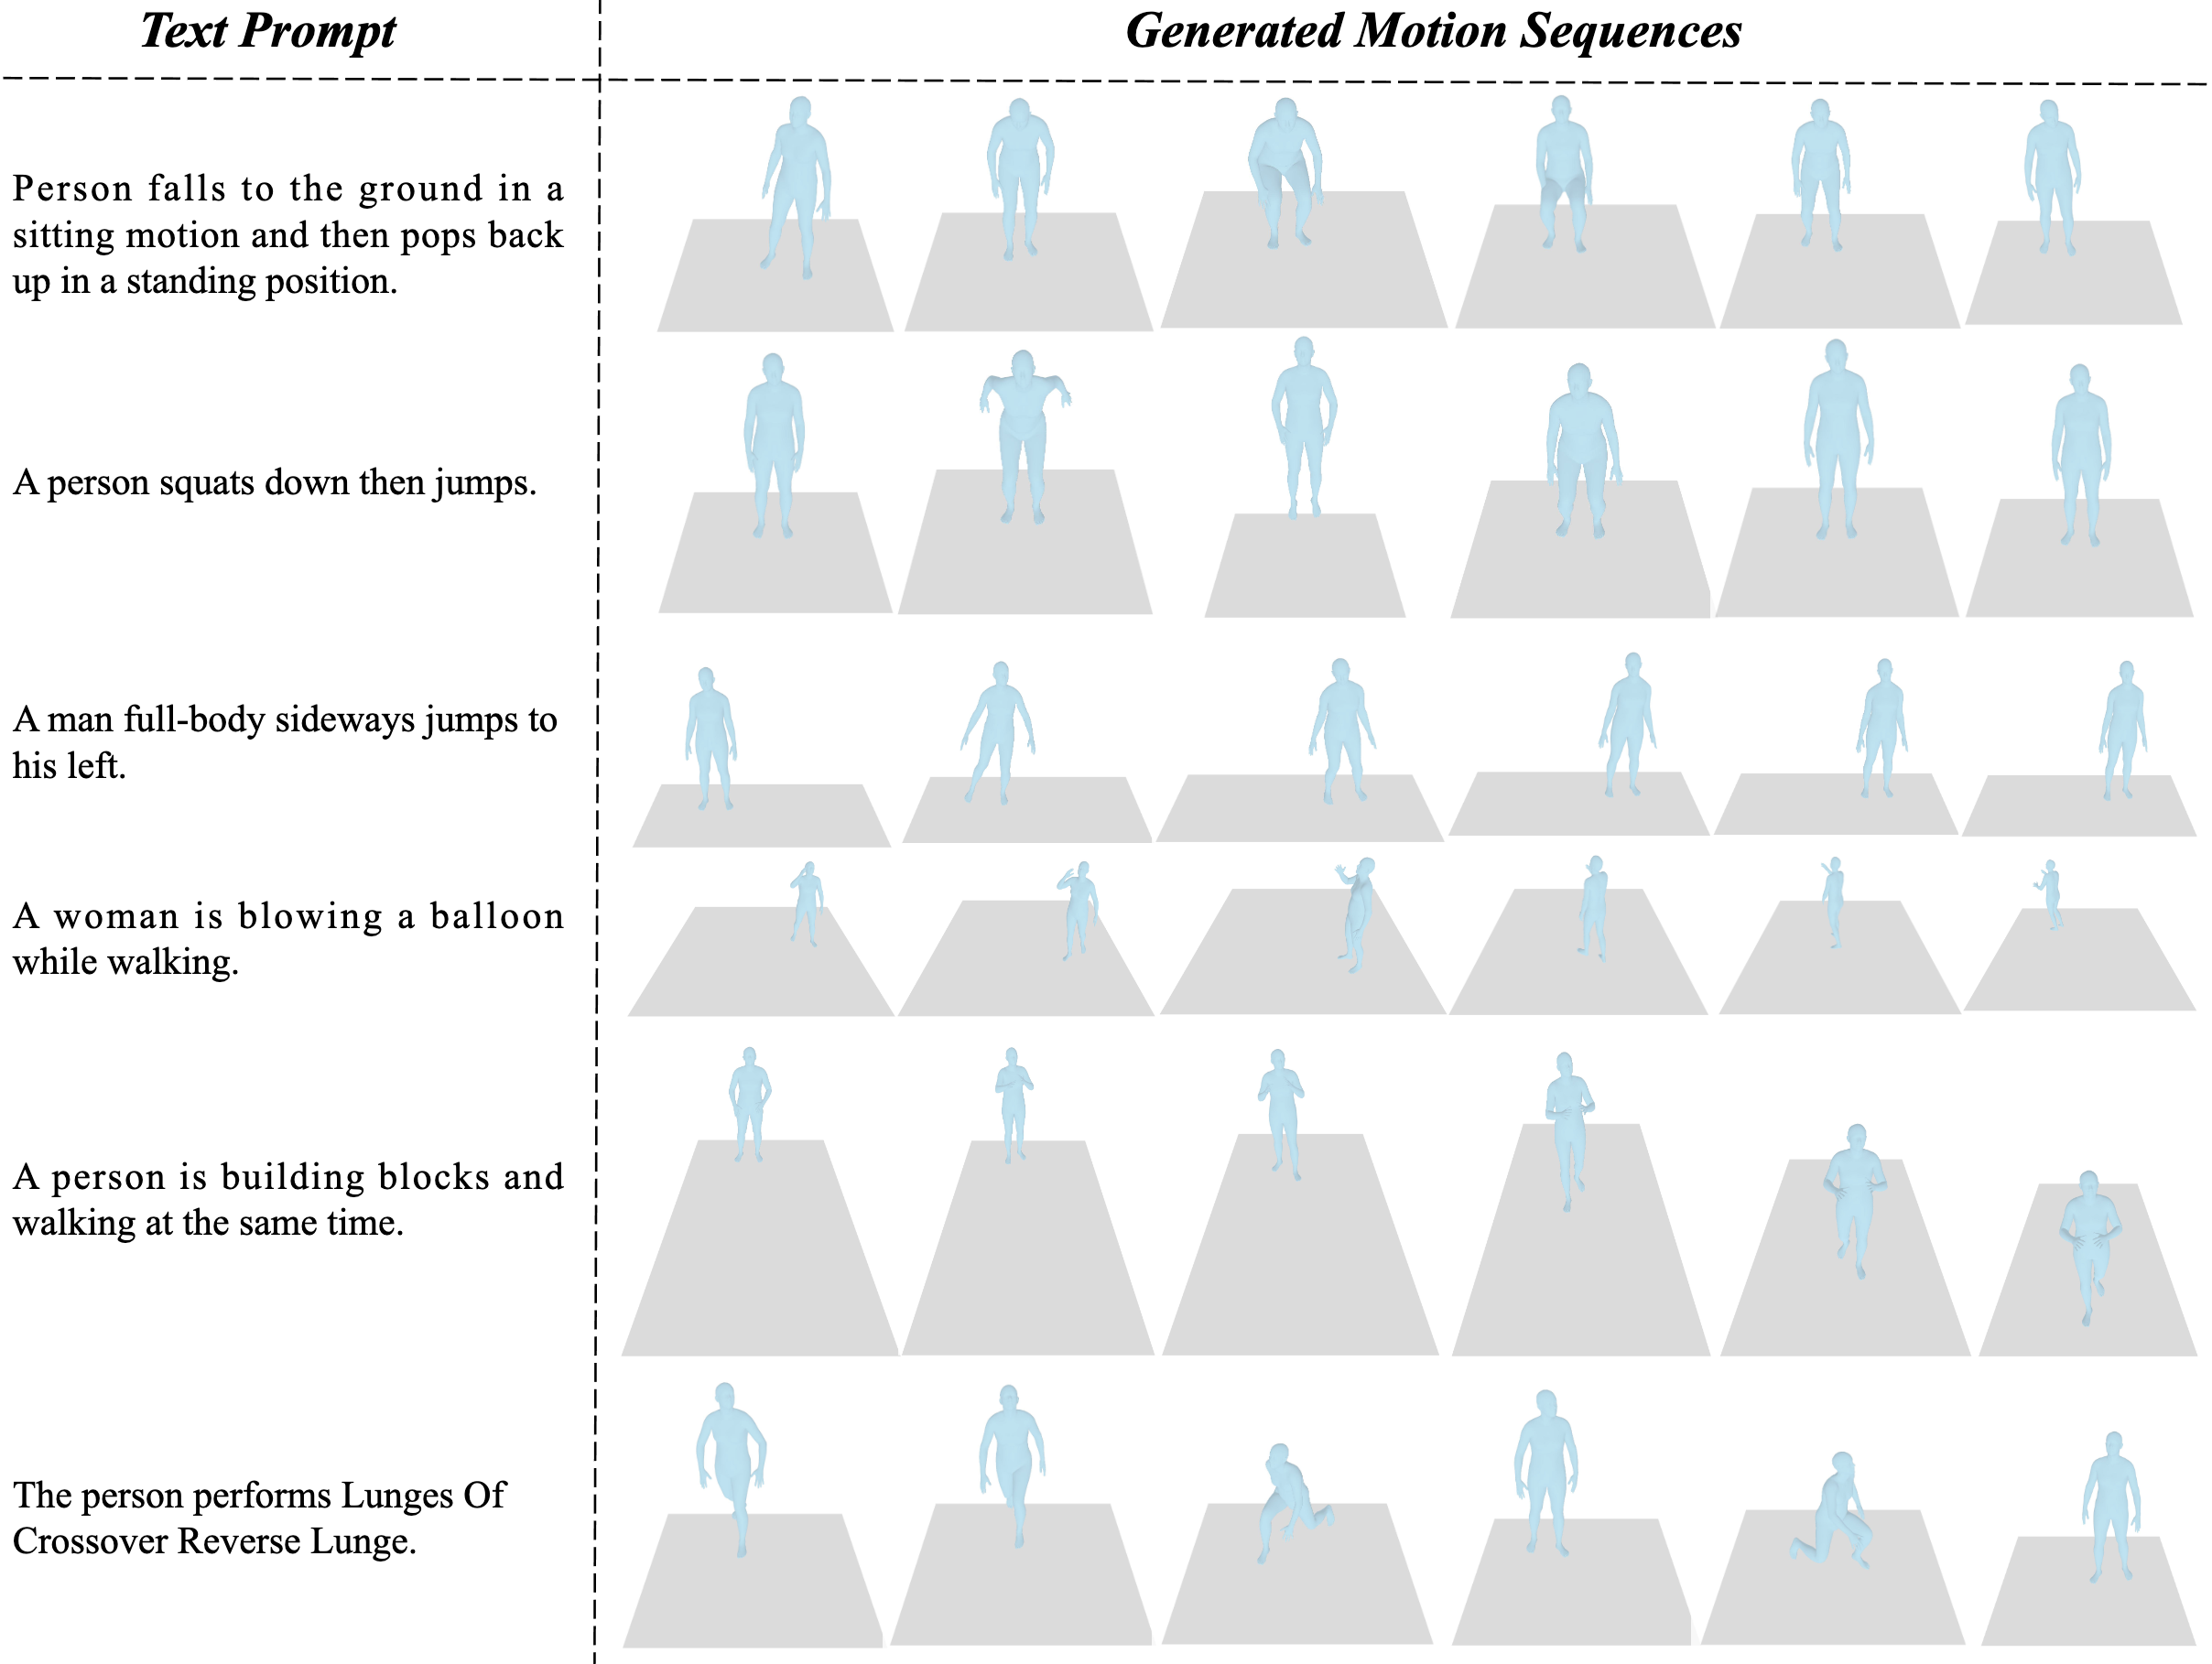 Text Prompt
Generated Motion Sequences
Person falls to the ground in a
sitting motion and then pops back
up in a standing position.
A person squats down then jumps.
A man full-body sideways jumps to
his left.
A woman is blowing a balloon
while walking.
A person is building blocks and
walking at the same time.
The person performs Lunges Of
Crossover Reverse Lunge.